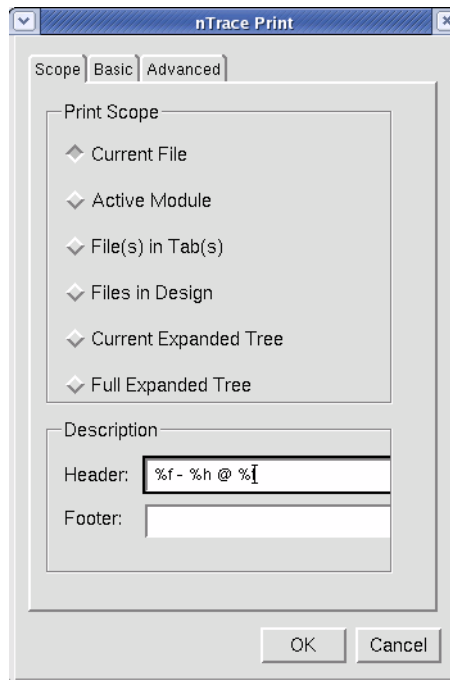 nTrace Print
Scope Basic Advanced
Print Scope
Current File
Active Module
File(s) in Tab(s)
Files in Design
Current Expanded Tree
Full Expanded Tree
Description
Header: %f - %h @ %
Footer:
OK Cancel